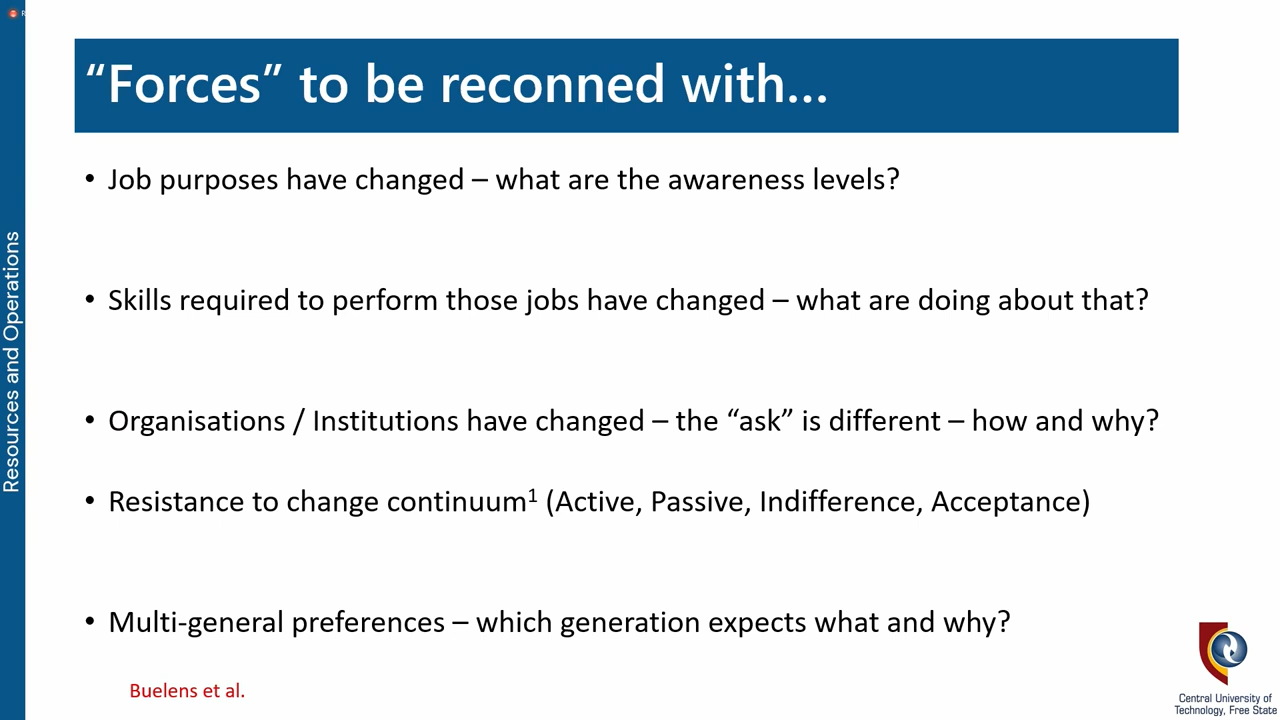 R
“Forces” to be reconned with...
• Job purposes have changed – what are the awareness levels?
• Skills required to perform those jobs have changed – what are doing about that?
• Organisations / Institutions have changed – the “ask” is different – how and why?
• Resistance to change continuum¹ (Active, Passive, Indifference, Acceptance)
• Multi-general preferences – which generation expects what and why?
Buelens et al.
Resources and Operations
Central University of
Technology, Free State